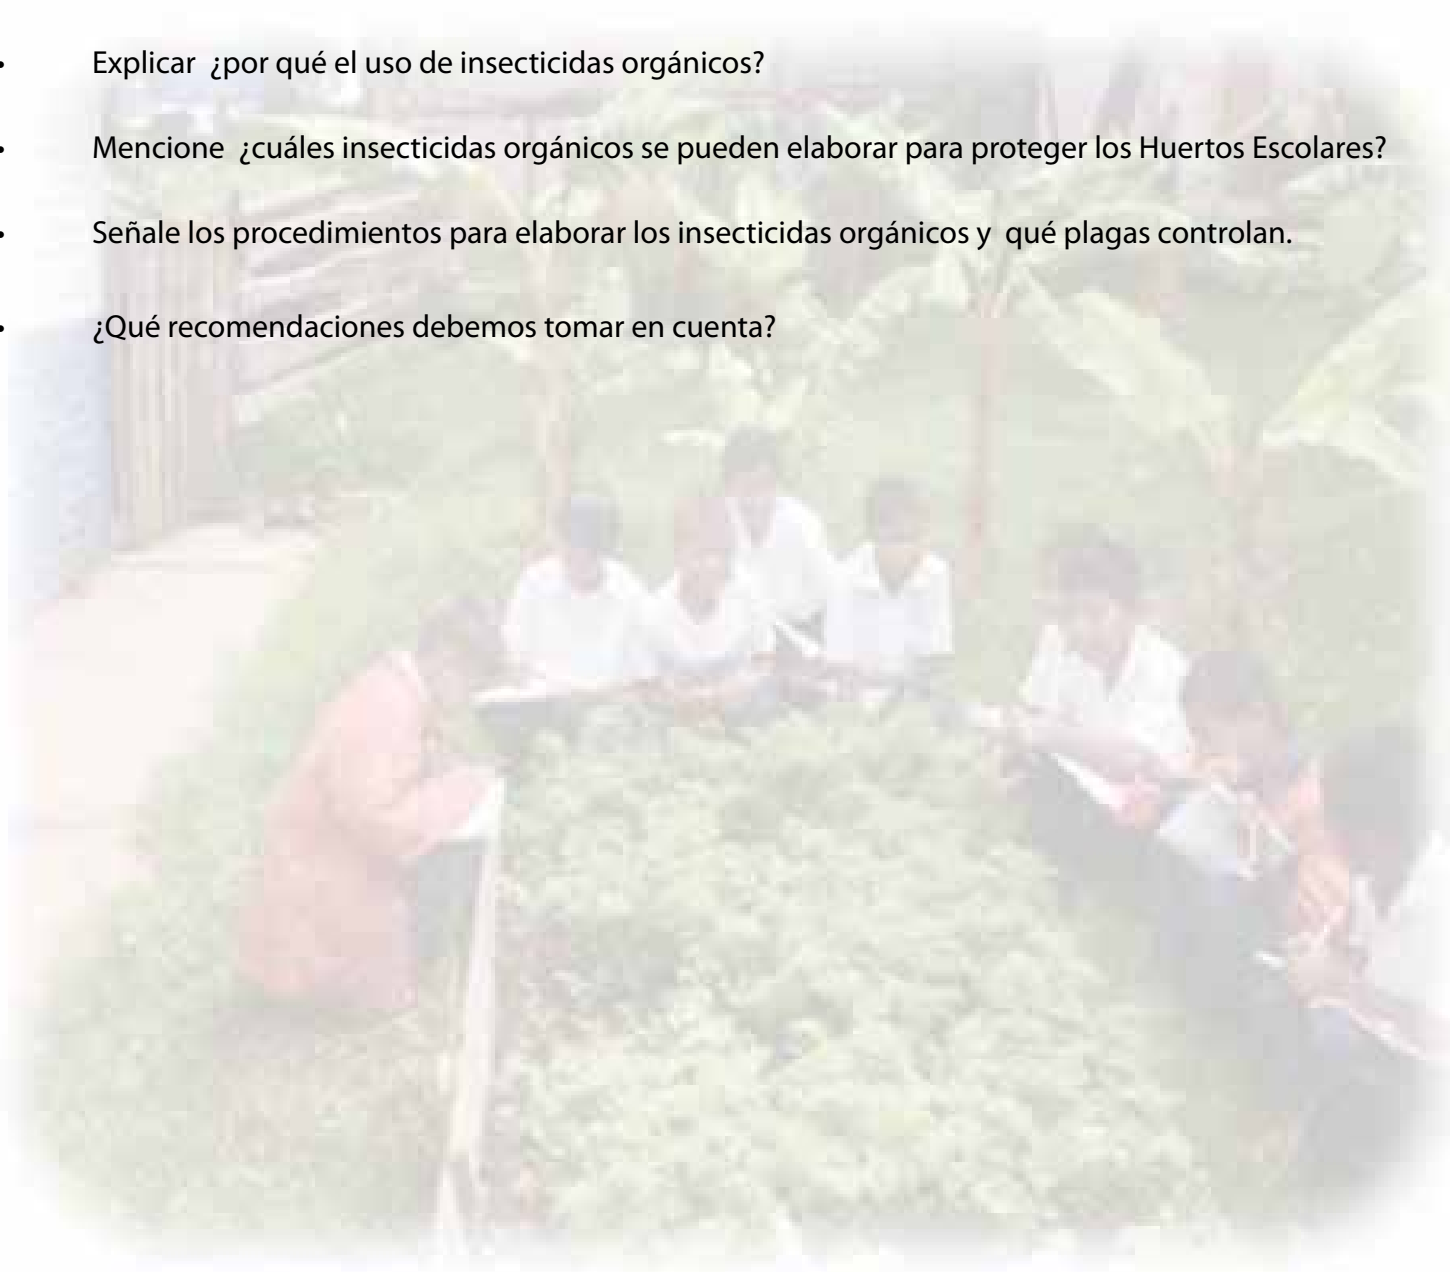 • Explicar ¿por qué el uso de insecticidas orgánicos?
• Mencione ¿cuáles insecticidas orgánicos se pueden elaborar para proteger los Huertos Escolares?
• Señale los procedimientos para elaborar los insecticidas orgánicos y qué plagas controlan.
• ¿Qué recomendaciones debemos tomar en cuenta?